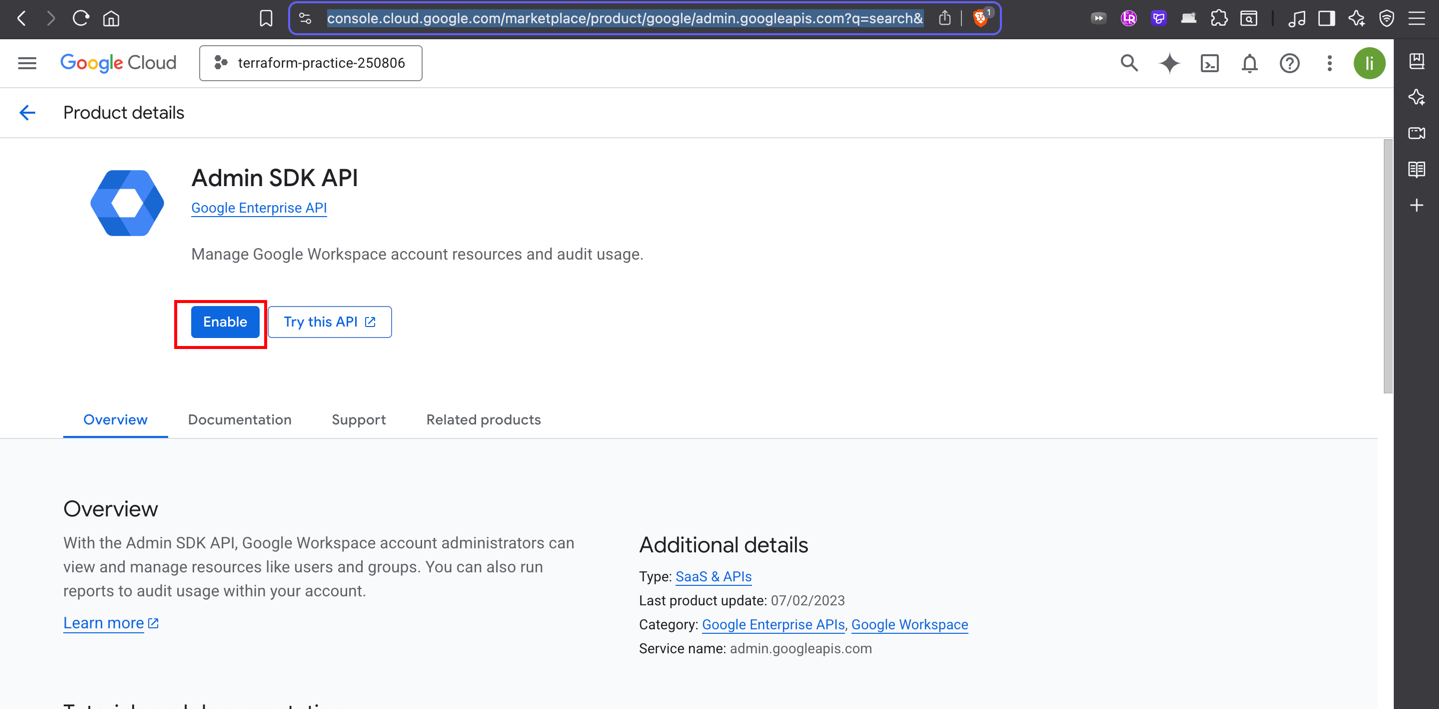 console.cloud.google.com/marketplace/product/google/admin.googleapis.com?q=search&
1
Google Cloud
terraform-practice-250806
li
Product details
Admin SDK API
Google Enterprise API
Manage Google Workspace account resources and audit usage.
Enable
Try this API
Overview
Documentation
Support
Related products
Overview
With the Admin SDK API, Google Workspace account administrators can
view and manage resources like users and groups. You can also run
reports to audit usage within your account.
Learn more
Additional details
Type: SaaS & APIs
Last product update: 07/02/2023
Category: Google Enterprise APIs, Google Workspace
Service name: admin.googleapis.com